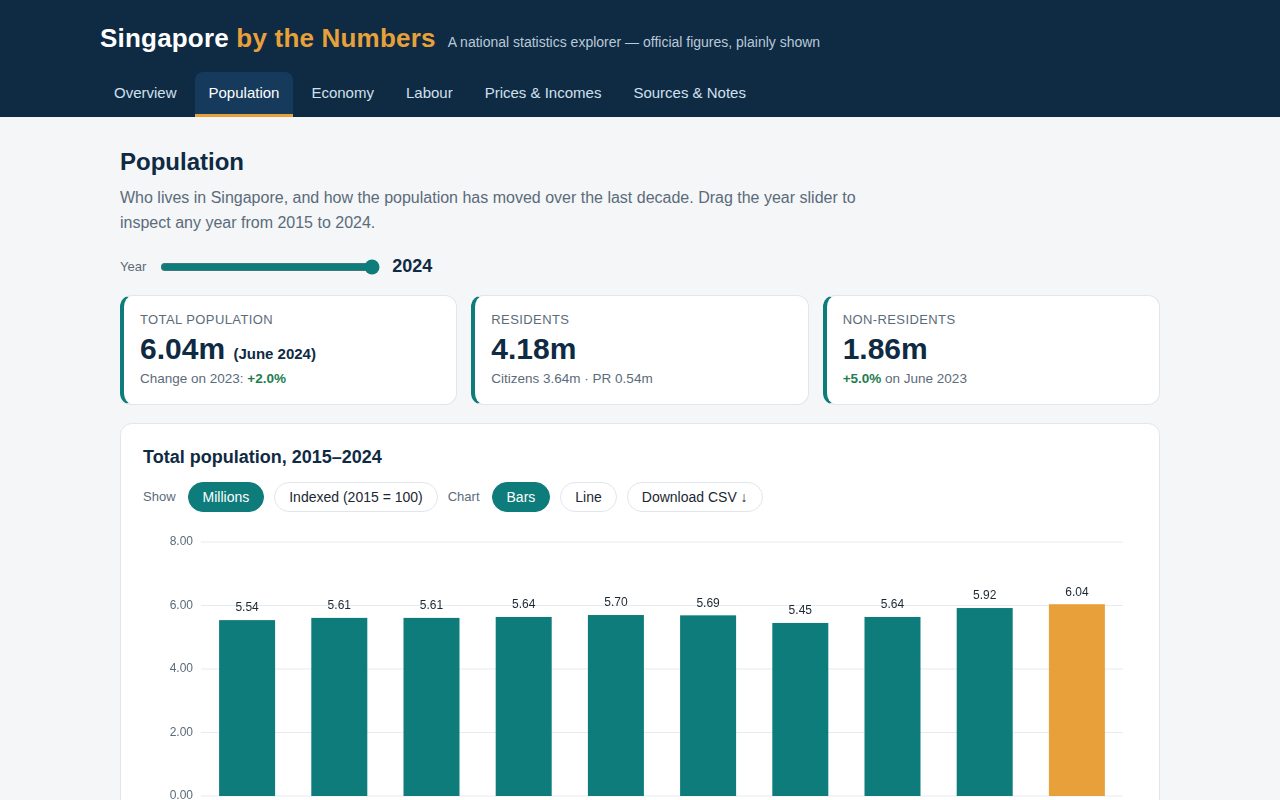 Singapore by the Numbers A national statistics explorer — official figures, plainly shown
Overview Population Economy Labour Prices & Incomes Sources & Notes
Population
Who lives in Singapore, and how the population has moved over the last decade. Drag the year slider to
inspect any year from 2015 to 2024.
Year 2024
TOTAL POPULATION
6.04m (June 2024)
Change on 2023: +2.0%
RESIDENTS
4.18m
Citizens 3.64m · PR 0.54m
NON-RESIDENTS
1.86m
+5.0% on June 2023
Total population, 2015–2024
Show Millions Indexed (2015 = 100) Chart Bars Line Download CSV ↓
8.00
6.00
4.00
2.00
0.00
5.54 5.61 5.61 5.64 5.70 5.69 5.45 5.64 5.92 6.04